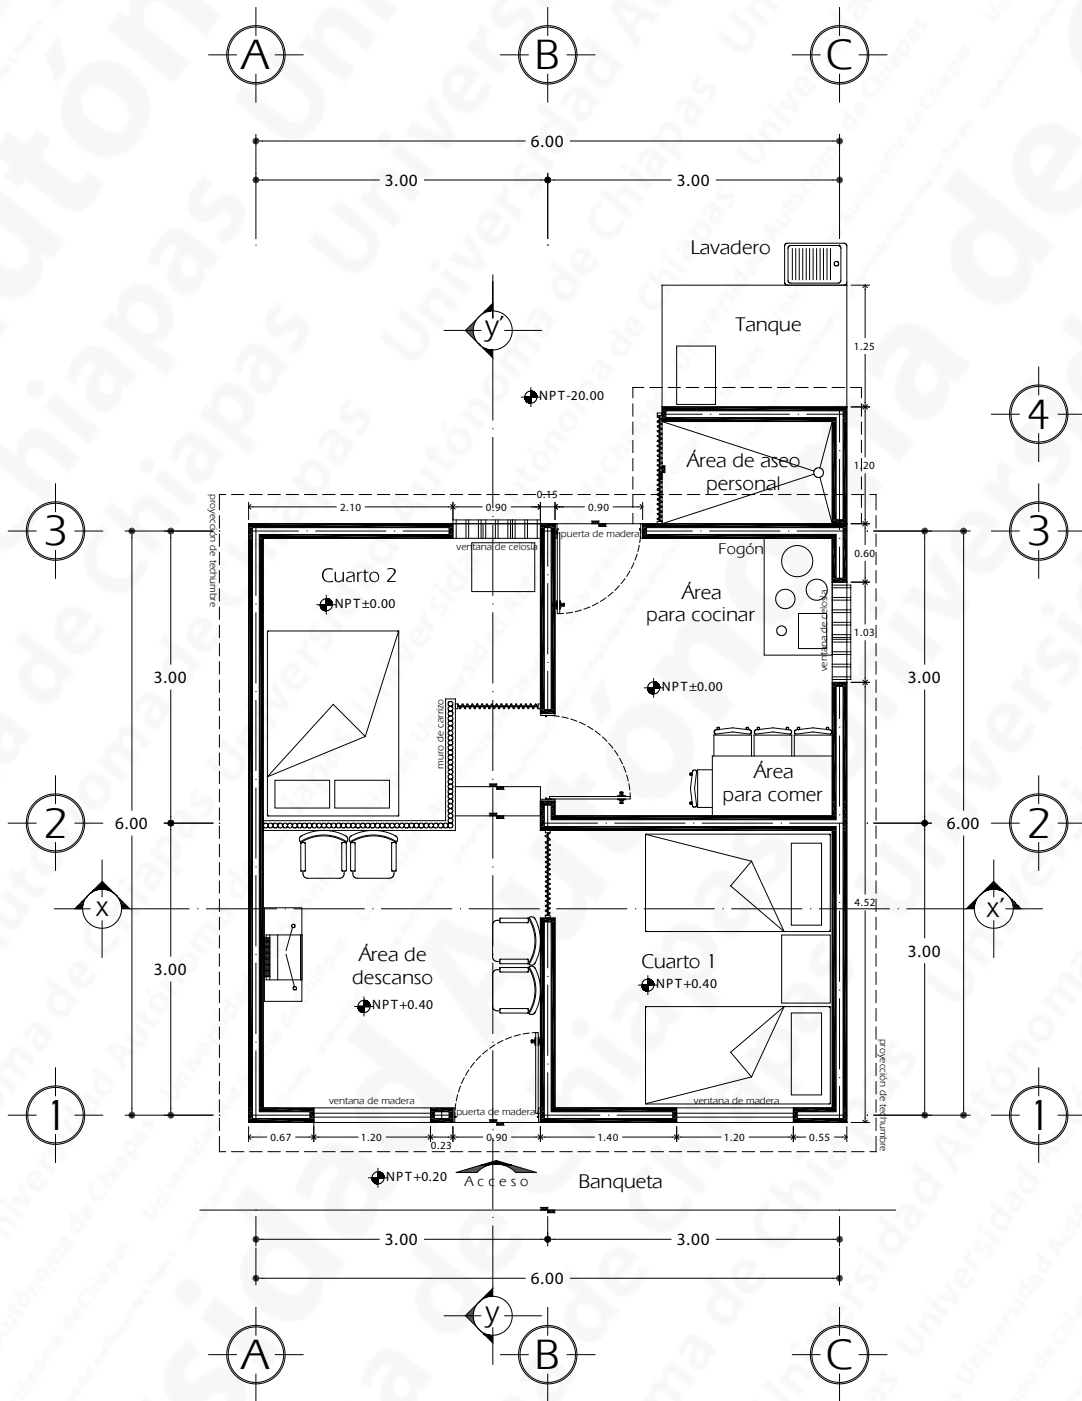 A
B
C
6.00
3.00
3.00
Lavadero
Tanque
y'
1.25
NPT-20.00
4
Área de aseo
personal
1.20
proyección de techumbre
0.15
2.10
0.90
0.90
3
3
ventana de celosía
puerta de madera
Fogón
0.60
Cuarto 2
NPT±0.00
Área
para cocinar
ventana de celosía
1.03
3.00
NPT±0.00
3.00
muro de carrizo
Área
para comer
2
6.00
6.00
2
x
x'
4.52
Área de
descanso
NPT+0.40
Cuarto 1
NPT+0.40
3.00
3.00
proyección de techumbre
ventana de madera
puerta de madera
ventana de madera
1
1
0.67
1.20
0.23
0.90
1.40
1.20
0.55
NPT+0.20
Acceso
Banqueta
3.00
3.00
6.00
y
A
B
C
Universidad Autónoma de Chiapas